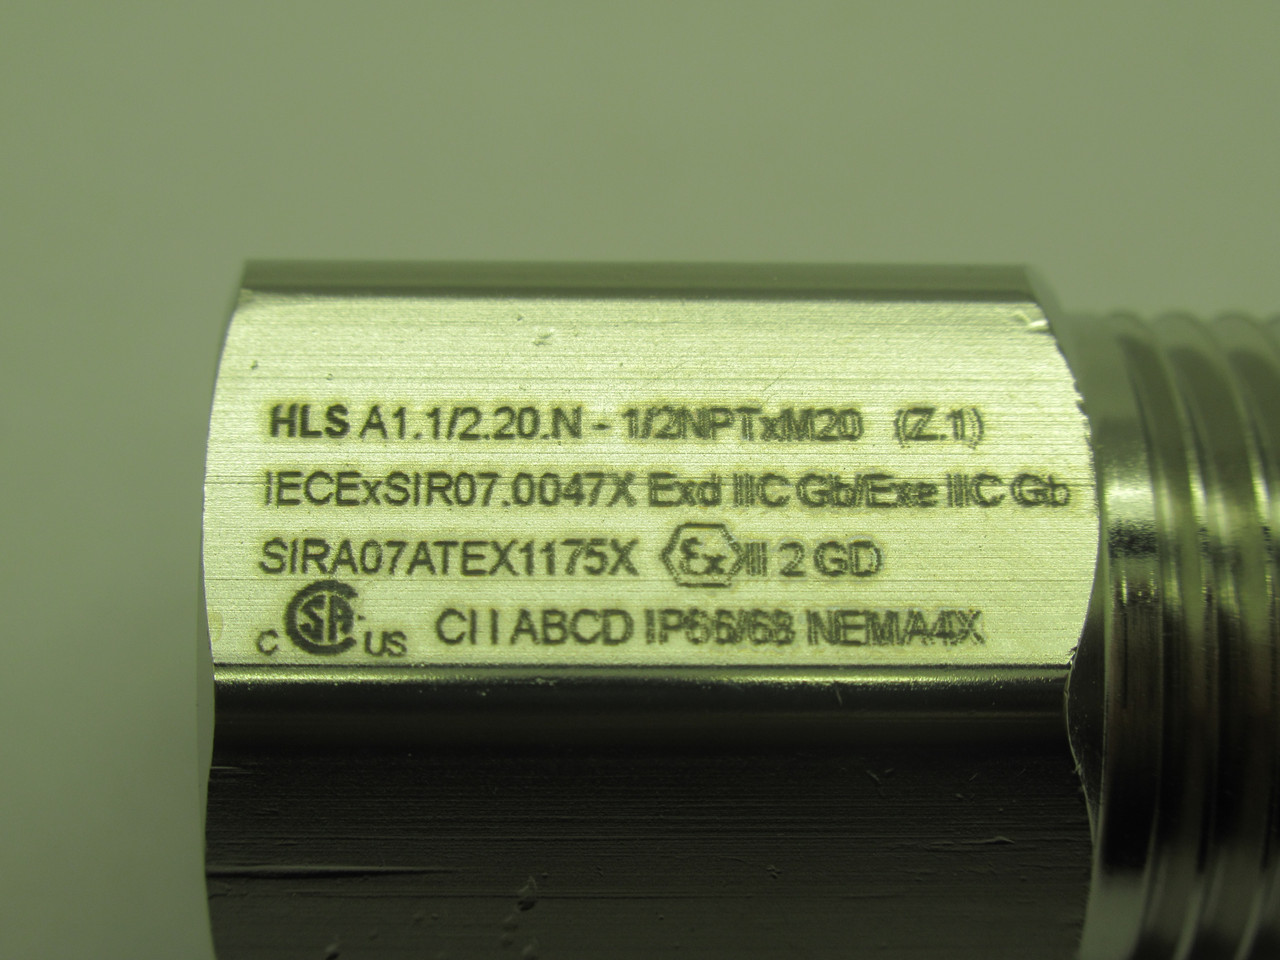 HLS A1.1/2.20.N - 1/2NPTxM20 (Z.1)
IECExSIR07.0047X Exd IIC Gb/Exe IIC Gb
SIRA07ATEX1175X Ex II 2 GD
C SA US Cl I ABCD IP66/68 NEMA4X